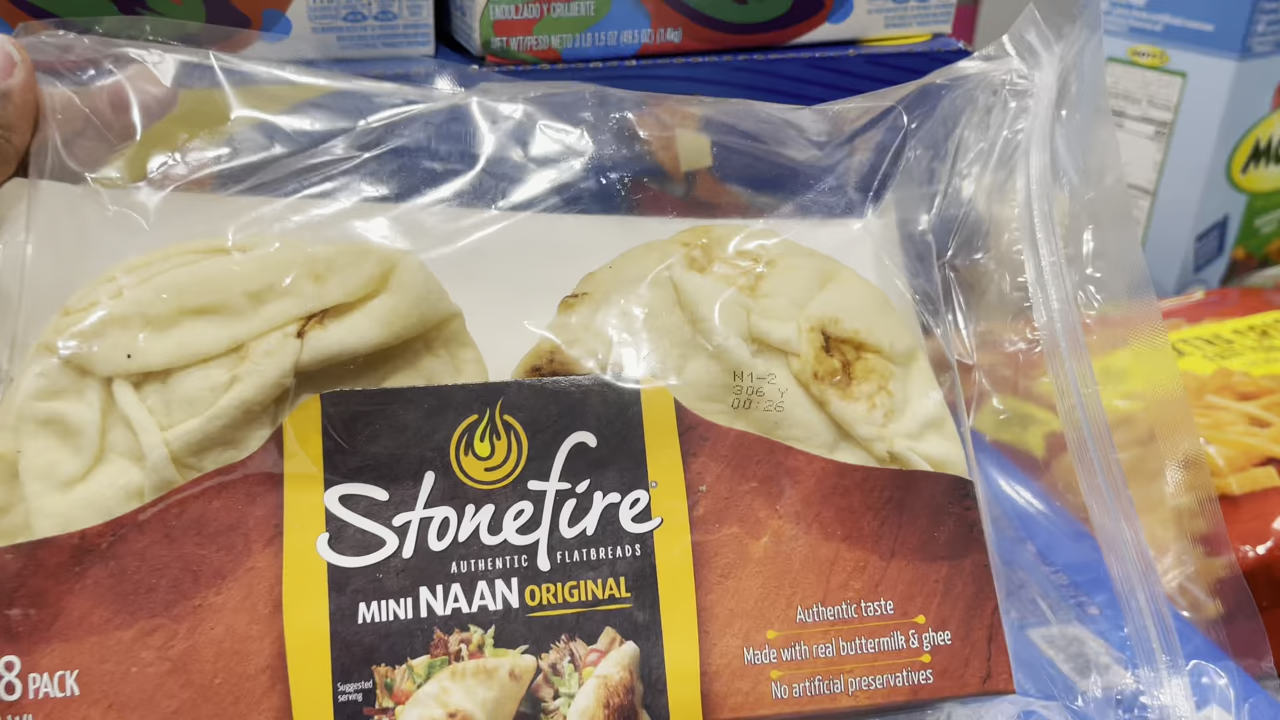 ENDULZADO Y CRUJIENTE
NET WT/PESO NETO 3 LB 1.5 OZ (49.5 OZ) (1.4kg)
N1-2
306 Y
00:26
Stonefire
AUTHENTIC FLATBREADS
MINI NAAN ORIGINAL
Suggested
serving
8 PACK
Authentic taste
Made with real buttermilk & ghee
No artificial preservatives